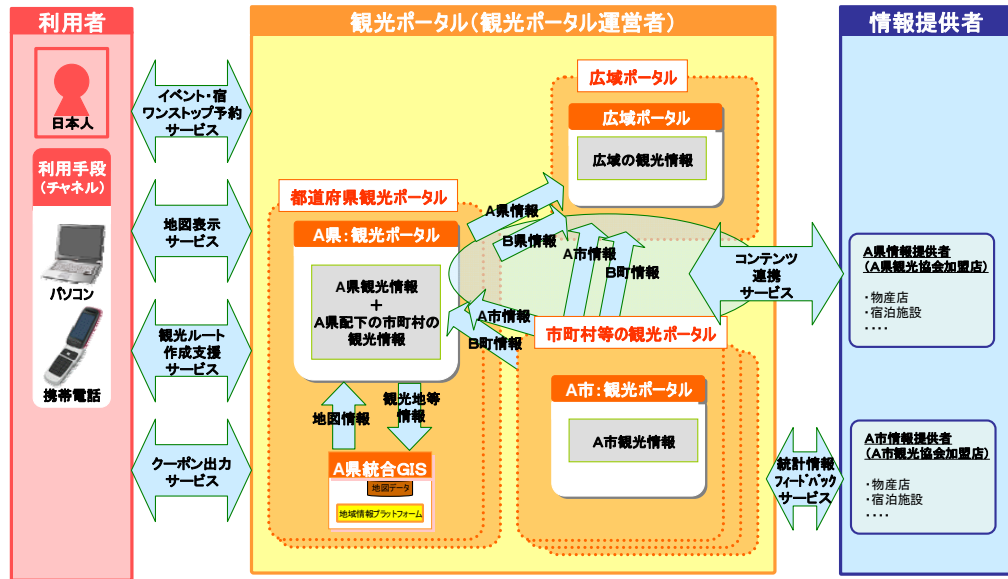 利用者
日本人
利用手段
(チャネル)
パソコン
携帯電話
イベント・宿
ワンストップ予約
サービス
地図表示
サービス
観光ルート
作成支援
サービス
クーポン出力
サービス
観光ポータル(観光ポータル運営者)
広域ポータル
広域ポータル
広域の観光情報
都道府県観光ポータル
A県:観光ポータル
A県観光情報
+
A県配下の市町村の
観光情報
A県情報
B県情報
A市情報
B町情報
A市情報
B町情報
地図情報
観光地等
情報
A県統合GIS
地図データ
地域情報プラットフォーム
市町村等の観光ポータル
A市:観光ポータル
A市観光情報
コンテンツ
連携
サービス
統計情報
フィードバック
サービス
情報提供者
A県情報提供者
(A県観光協会加盟店)
・物産店
・宿泊施設
・・・・
A市情報提供者
(A市観光協会加盟店)
・物産店
・宿泊施設
・・・・